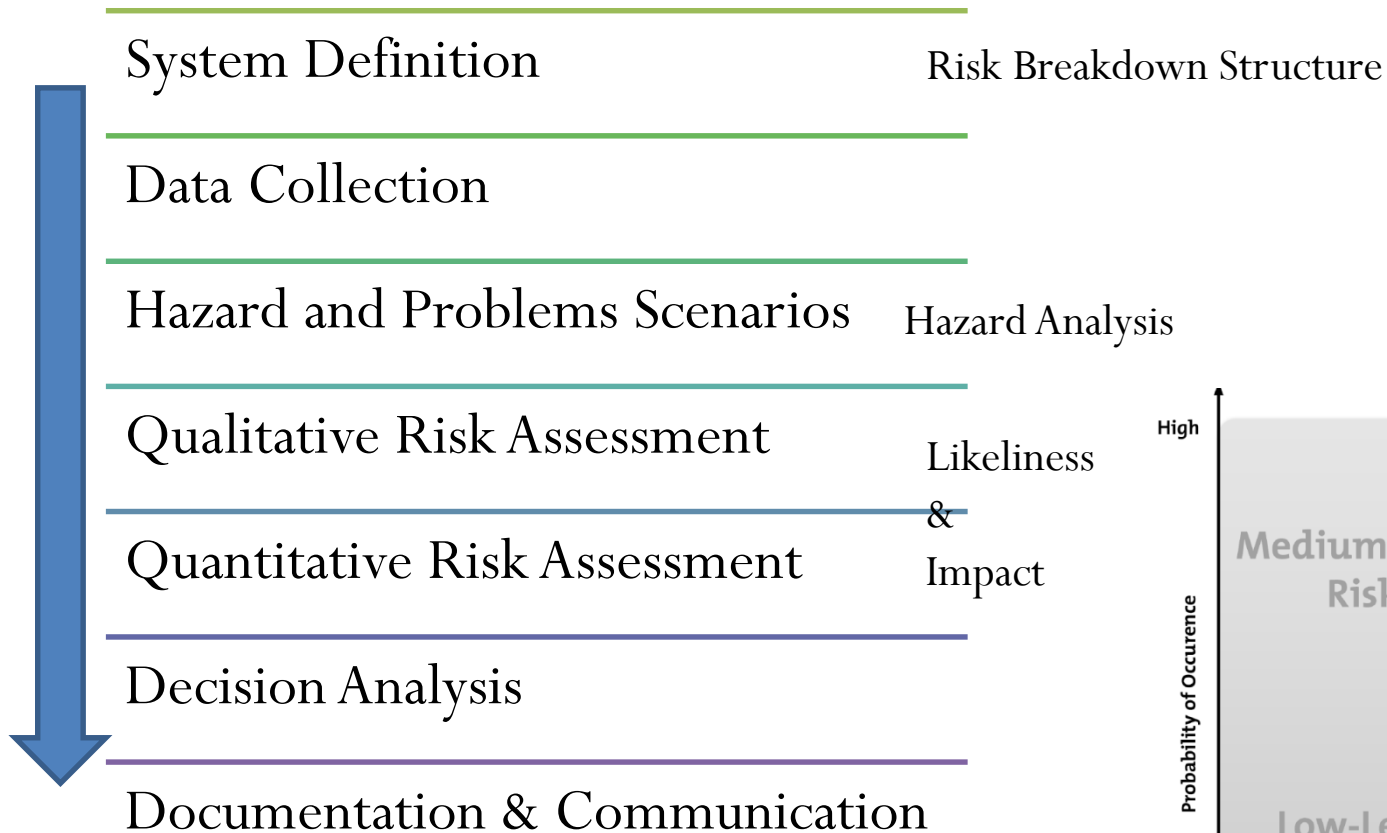 System Definition
Risk Breakdown Structure
Data Collection
Hazard and Problems Scenarios
Hazard Analysis
Qualitative Risk Assessment
Likeliness
&
Impact
Quantitative Risk Assessment
Decision Analysis
Documentation & Communication
High
Medium
Probability of Occurence